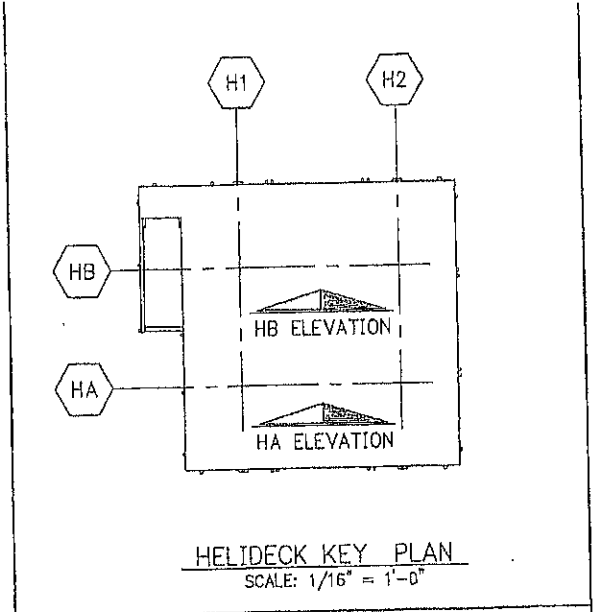 H1
H2
HB
HB ELEVATION
HA
HA ELEVATION
HELIDECK KEY PLAN
SCALE: 1/16" = 1'-0"